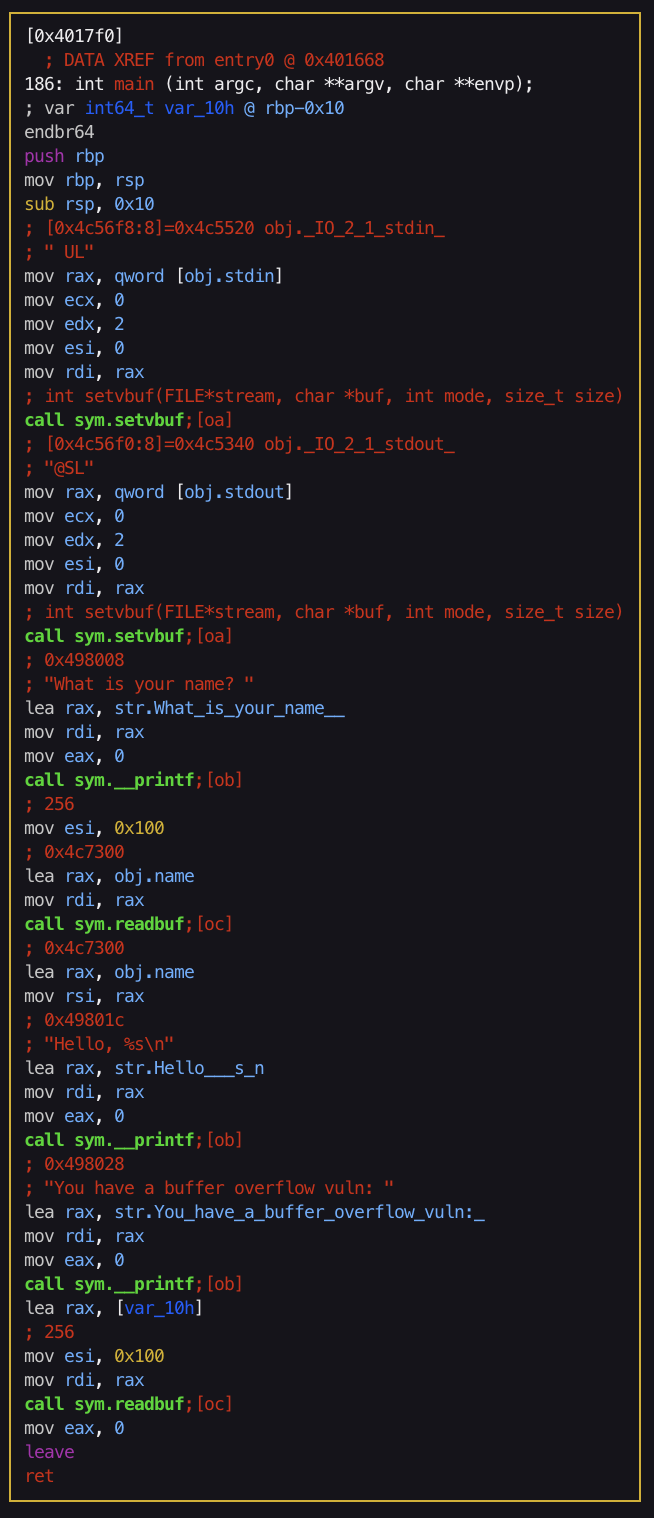 [0x4017f0]
; DATA XREF from entry0 @ 0x401668
186: int main (int argc, char **argv, char **envp);
; var int64_t var_10h @ rbp-0x10
endbr64
push rbp
mov rbp, rsp
sub rsp, 0x10
; [0x4c56f8:8]=0x4c5520 obj._IO_2_1_stdin_
; " UL"
mov rax, qword [obj.stdin]
mov ecx, 0
mov edx, 2
mov esi, 0
mov rdi, rax
; int setvbuf(FILE*stream, char *buf, int mode, size_t size)
call sym.setvbuf;[oa]
; [0x4c56f0:8]=0x4c5340 obj._IO_2_1_stdout_
; "@SL"
mov rax, qword [obj.stdout]
mov ecx, 0
mov edx, 2
mov esi, 0
mov rdi, rax
; int setvbuf(FILE*stream, char *buf, int mode, size_t size)
call sym.setvbuf;[oa]
; 0x498008
; "What is your name? "
lea rax, str.What_is_your_name__
mov rdi, rax
mov eax, 0
call sym.__printf;[ob]
; 256
mov esi, 0x100
; 0x4c7300
lea rax, obj.name
mov rdi, rax
call sym.readbuf;[oc]
; 0x4c7300
lea rax, obj.name
mov rsi, rax
; 0x49801c
; "Hello, %s\n"
lea rax, str.Hello___s_n
mov rdi, rax
mov eax, 0
call sym.__printf;[ob]
; 0x498028
; "You have a buffer overflow vuln: "
lea rax, str.You_have_a_buffer_overflow_vuln:_
mov rdi, rax
mov eax, 0
call sym.__printf;[ob]
lea rax, [var_10h]
; 256
mov esi, 0x100
mov rdi, rax
call sym.readbuf;[oc]
mov eax, 0
leave
ret